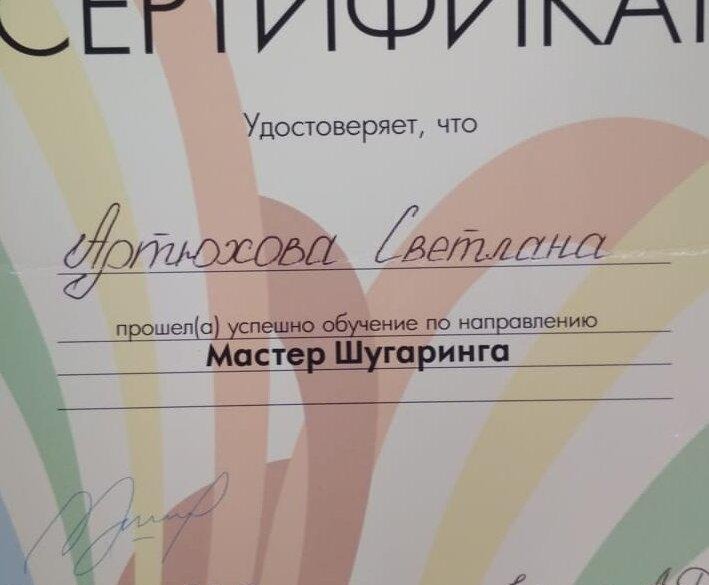 СЕРТИФИКАТ
Удостоверяет, что
Артюхова Светлана
прошел(а) успешно обучение по направлению
Мастер Шугаринга